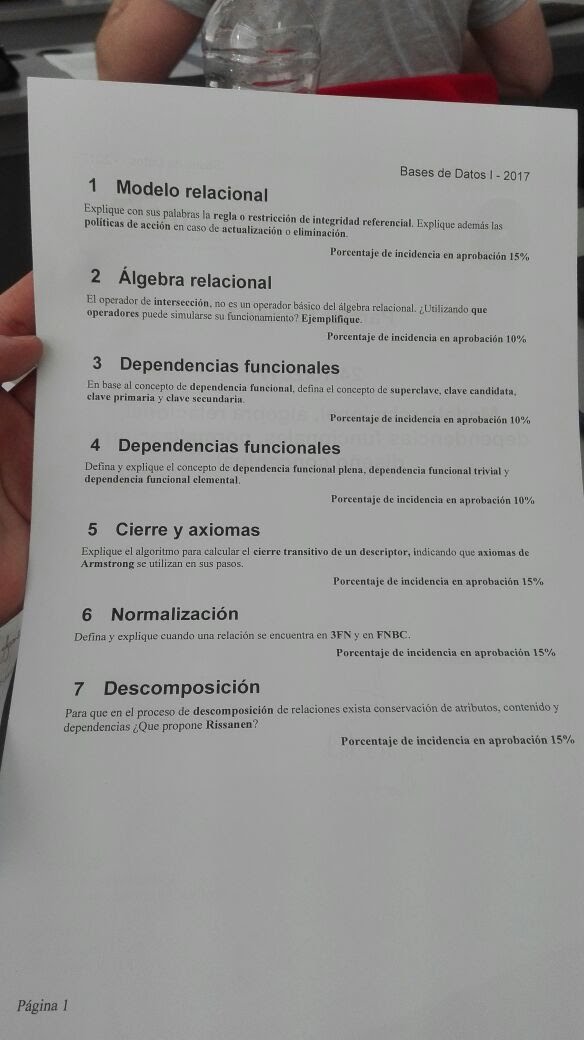 Bases de Datos I - 2017
1 Modelo relacional
Explique con sus palabras la regla o restricción de integridad referencial. Explique además las
políticas de acción en caso de actualización o eliminación.
Porcentaje de incidencia en aprobación 15%
2 Álgebra relacional
El operador de intersección, no es un operador básico del álgebra relacional. ¿Utilizando que
operadores puede simularse su funcionamiento? Ejemplifique.
Porcentaje de incidencia en aprobación 10%
3 Dependencias funcionales
En base al concepto de dependencia funcional, defina el concepto de superclave, clave candidata,
clave primaria y clave secundaria.
Porcentaje de incidencia en aprobación 10%
4 Dependencias funcionales
Defina y explique el concepto de dependencia funcional plena, dependencia funcional trivial y
dependencia funcional elemental.
Porcentaje de incidencia en aprobación 10%
5 Cierre y axiomas
Explique el algoritmo para calcular el cierre transitivo de un descriptor, indicando que axiomas de
Armstrong se utilizan en sus pasos.
Porcentaje de incidencia en aprobación 15%
6 Normalización
Defina y explique cuando una relación se encuentra en 3FN y en FNBC.
Porcentaje de incidencia en aprobación 15%
7 Descomposición
Para que en el proceso de descomposición de relaciones exista conservación de atributos, contenido y
dependencias ¿Que propone Rissanen?
Porcentaje de incidencia en aprobación 15%
Página 1